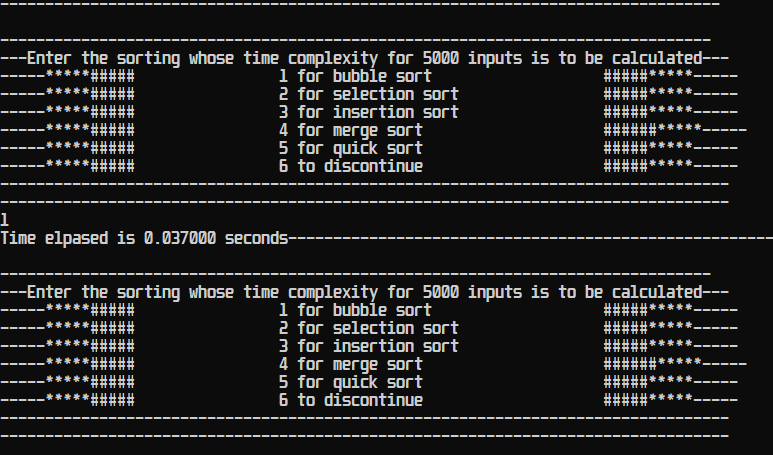 --------------------------------------------------------------------------------
-------------------------------------------------------------------------------
---Enter the sorting whose time complexity for 5000 inputs is to be calculated---
-----*****#####                1 for bubble sort                   #####*****-----
-----*****#####                2 for selection sort                #####*****-----
-----*****#####                3 for insertion sort                #####*****-----
-----*****#####                4 for merge sort                    ######*****-----
-----*****#####                5 for quick sort                    #####*****-----
-----*****#####                6 to discontinue                    #####*****-----
---------------------------------------------------------------------------------
---------------------------------------------------------------------------------
1
Time elpased is 0.037000 seconds------------------------------------------------------
-------------------------------------------------------------------------------
---Enter the sorting whose time complexity for 5000 inputs is to be calculated---
-----*****#####                1 for bubble sort                   #####*****-----
-----*****#####                2 for selection sort                #####*****-----
-----*****#####                3 for insertion sort                #####*****-----
-----*****#####                4 for merge sort                    ######*****-----
-----*****#####                5 for quick sort                    #####*****-----
-----*****#####                6 to discontinue                    #####*****-----
---------------------------------------------------------------------------------
---------------------------------------------------------------------------------